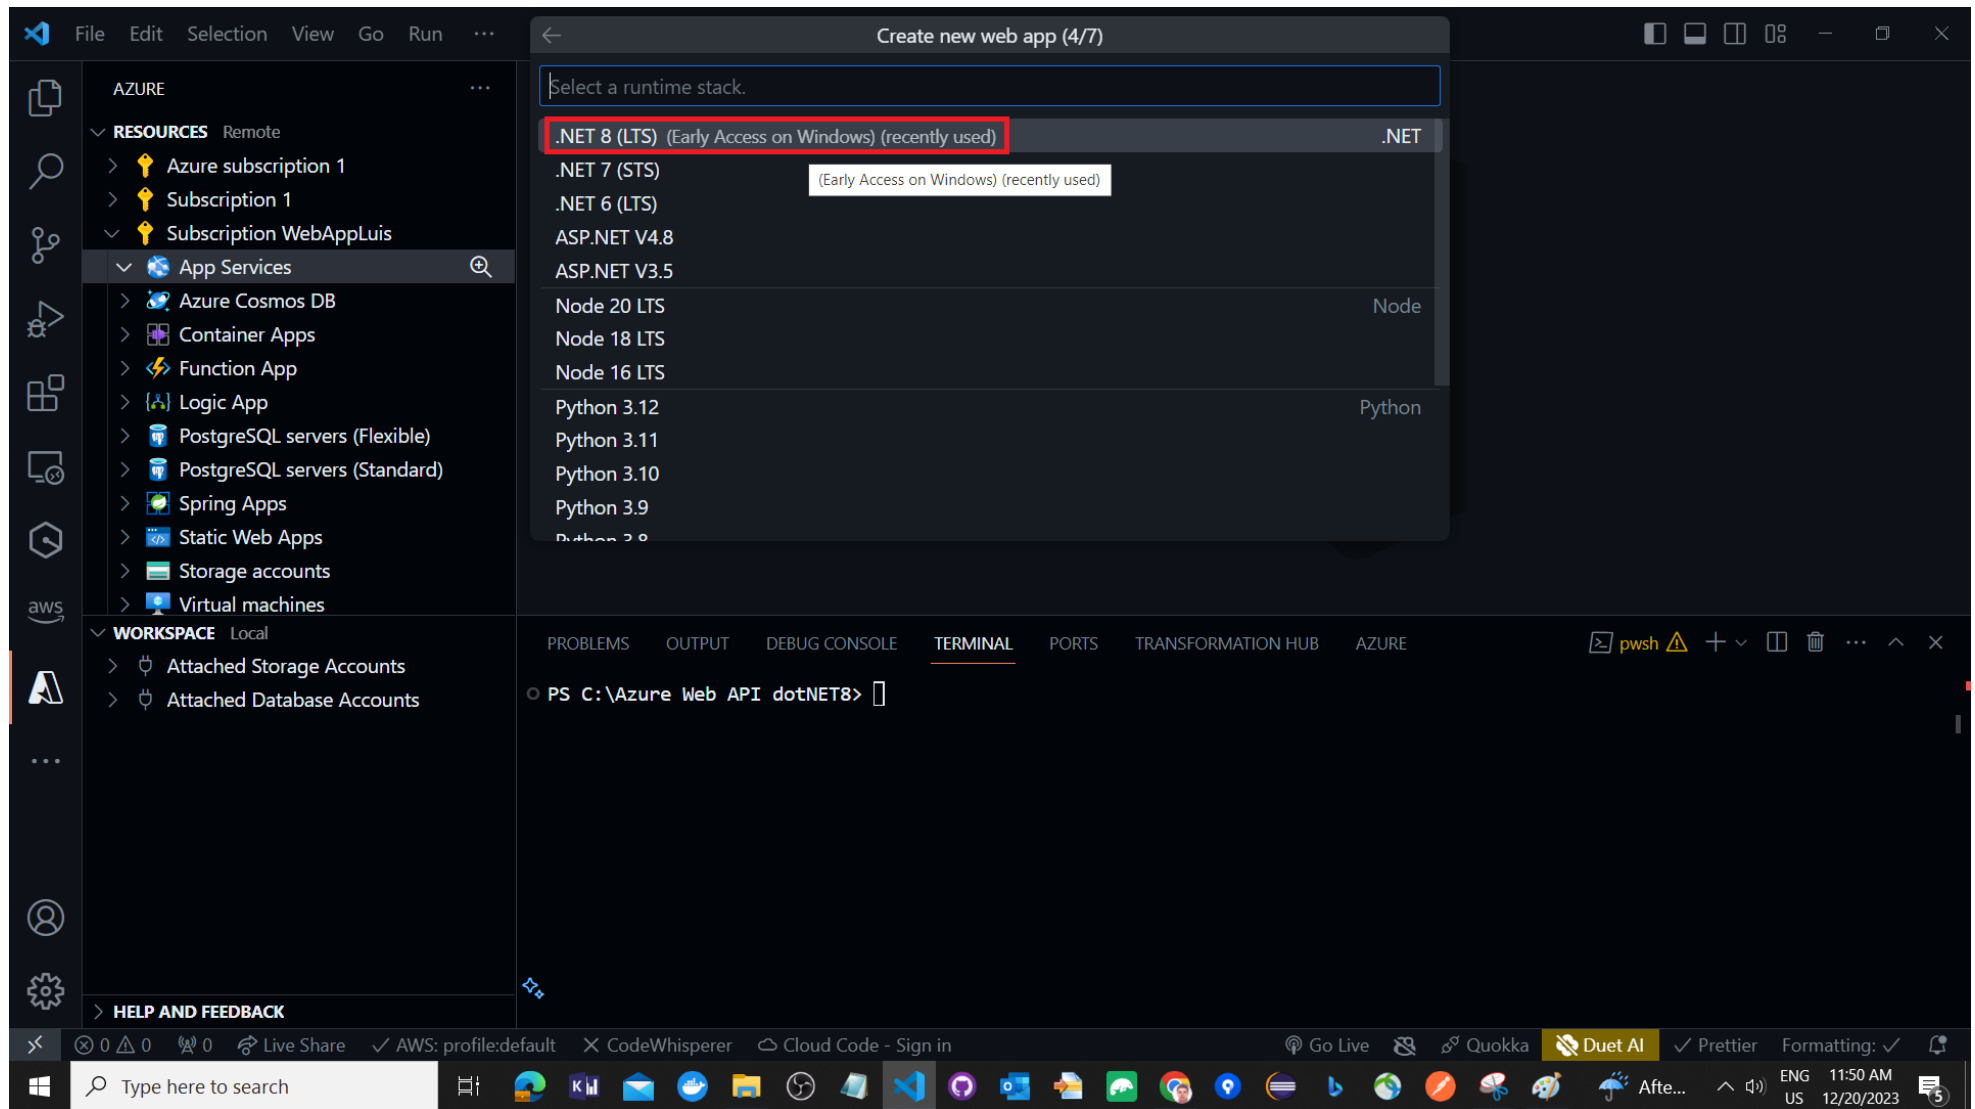 File Edit Selection View Go Run ···
Create new web app (4/7)
Select a runtime stack.
.NET 8 (LTS) (Early Access on Windows) (recently used) .NET
(Early Access on Windows) (recently used)
.NET 7 (STS)
.NET 6 (LTS)
ASP.NET V4.8
ASP.NET V3.5
Node 20 LTS Node
Node 18 LTS
Node 16 LTS
Python 3.12 Python
Python 3.11
Python 3.10
Python 3.9
Python 3.8
AZURE ···
RESOURCES Remote
Azure subscription 1
Subscription 1
Subscription WebAppLuis
App Services
Azure Cosmos DB
Container Apps
Function App
Logic App
PostgreSQL servers (Flexible)
PostgreSQL servers (Standard)
Spring Apps
Static Web Apps
Storage accounts
Virtual machines
aws
WORKSPACE Local
Attached Storage Accounts
Attached Database Accounts
HELP AND FEEDBACK
PROBLEMS OUTPUT DEBUG CONSOLE TERMINAL PORTS TRANSFORMATION HUB AZURE pwsh
PS C:\Azure Web API dotNET8>
0 0 0 Live Share AWS: profile:default CodeWhisperer Cloud Code - Sign in Go Live Quokka Duet AI Prettier Formatting:
Type here to search
Afte...
ENG
US
11:50 AM
12/20/2023
5